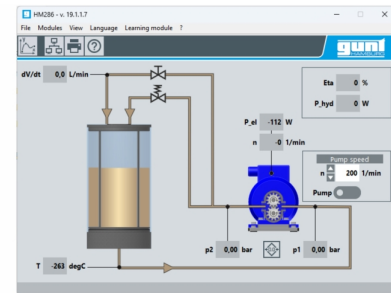 HM286 - v. 19.1.1.7
File Modules View Language Learning module ?
gunt
HAMBURG
dV/dt 0,0 L/min
Eta 0 %
P_hyd 0 W
P_el -112 W
n -0 1/min
Pump speed
n 200 1/min
Pump
p2 0,00 bar
p1 0,00 bar
T -263 degC